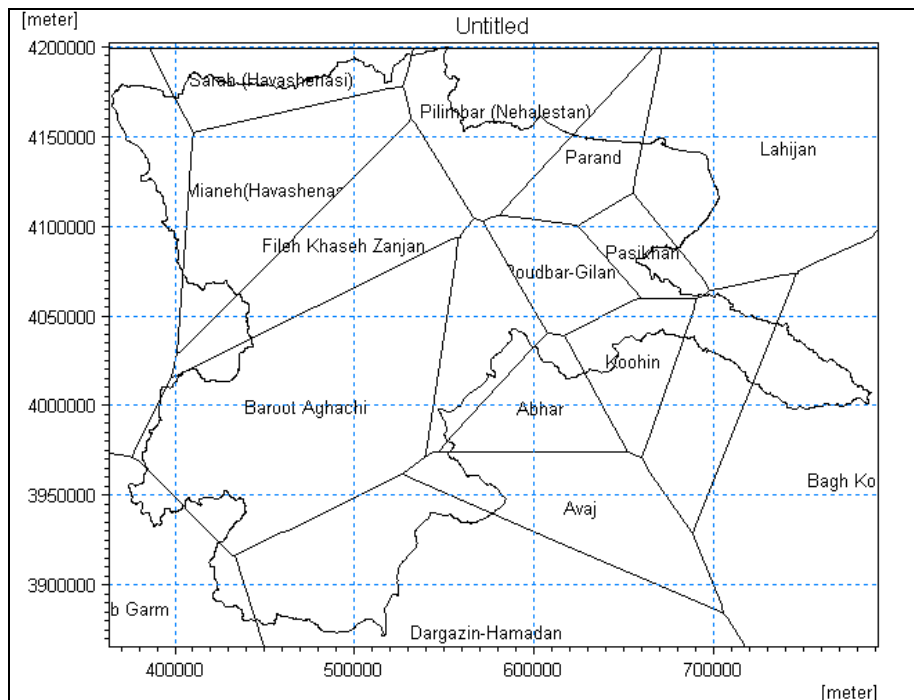 [meter]
Untitled
4200000
Sarab (Havashenasi)
Pilimbar (Nehalestan)
4150000
Parand
Lahijan
Mianeh(Havashenas
4100000
Fileh Khaseh Zanjan
Pasikhan
Roudbar-Gilan
4050000
Koohin
4000000
Baroot Aghachi
Abhar
Bagh Ko
3950000
Avaj
3900000
b Garm
Dargazin-Hamadan
400000
500000
600000
700000
[meter]